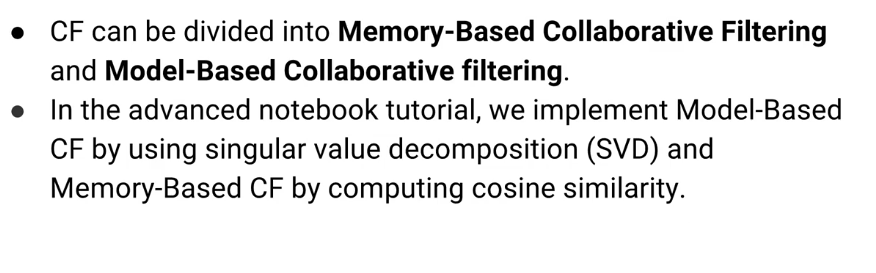 ● CF can be divided into Memory-Based Collaborative Filtering
and Model-Based Collaborative filtering.
● In the advanced notebook tutorial, we implement Model-Based
CF by using singular value decomposition (SVD) and
Memory-Based CF by computing cosine similarity.